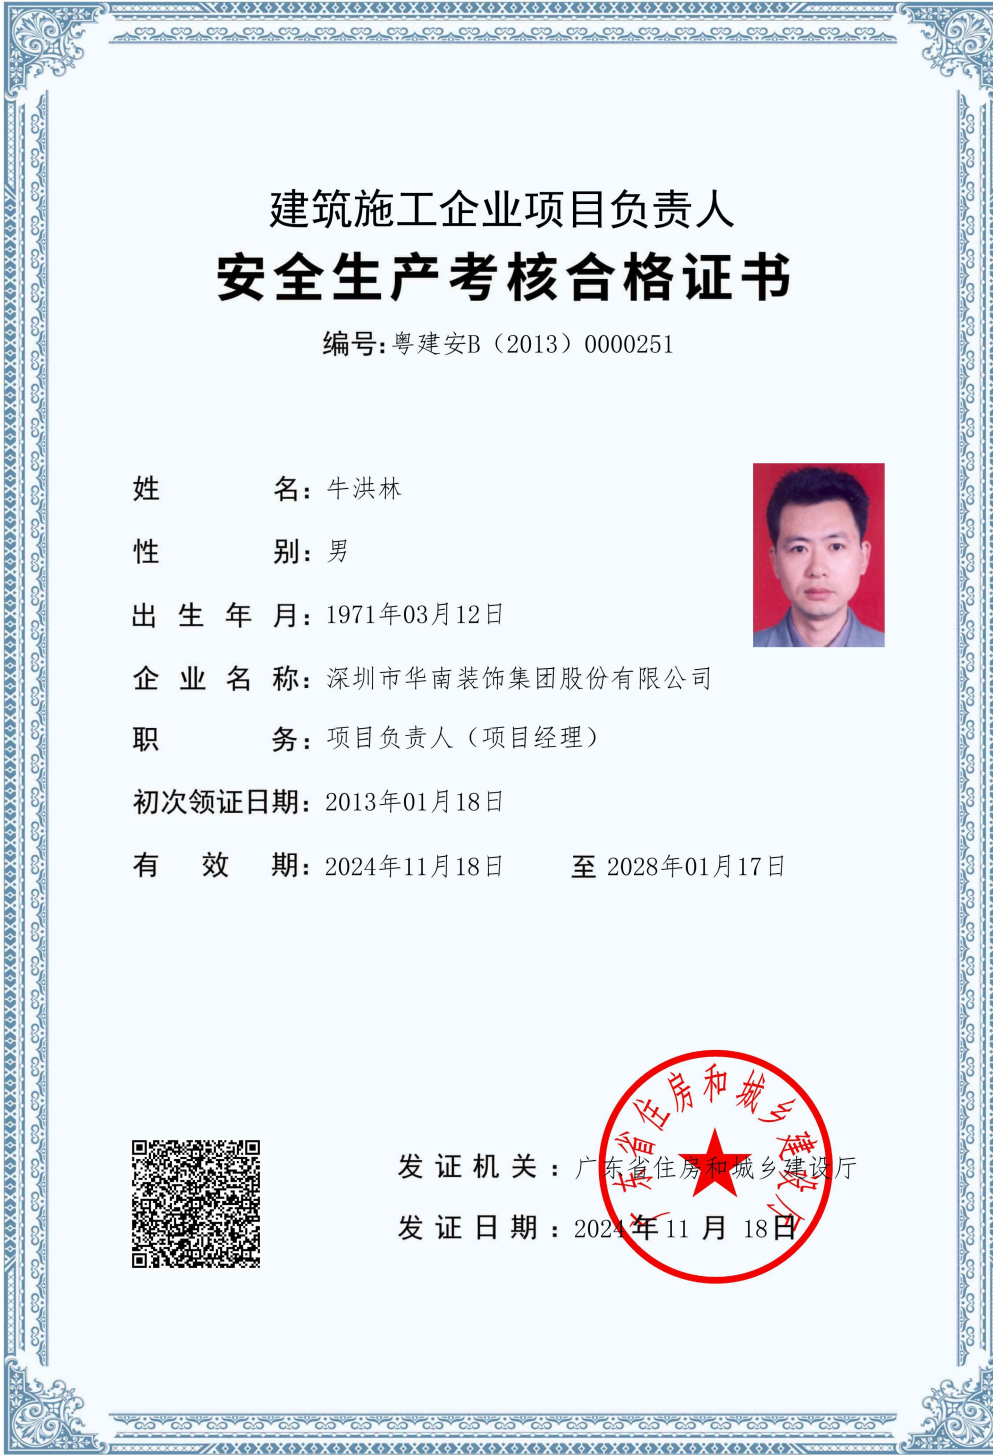 建筑施工企业项目负责人
安全生产考核合格证书
编号:粤建安B（2013）0000251
姓名：牛洪林
性别：男
出生年月：1971年03月12日
企业名称：深圳市华南装饰集团股份有限公司
职务：项目负责人（项目经理）
初次领证日期：2013年01月18日
有效期：2024年11月18日 至 2028年01月17日
广东省住房和城乡建设厅
发证机关：广东省住房和城乡建设厅
发证日期：2024年11月18日